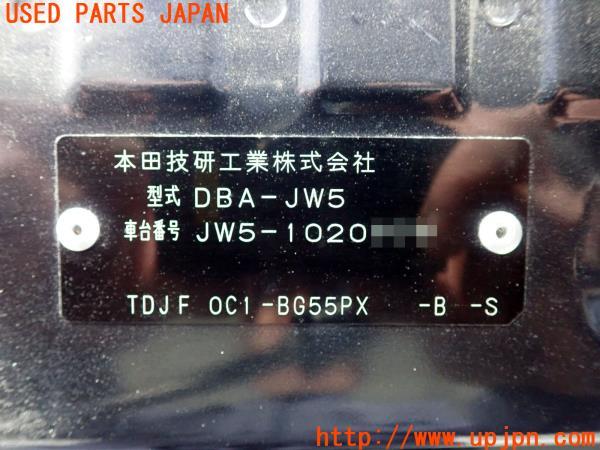 USED PARTS JAPAN
本田技研工業株式会社
型式 DBA-JW5
車台番号 JW5-1020
TDJF 0C1-BG55PX -B -S
http://www.upjpn.com